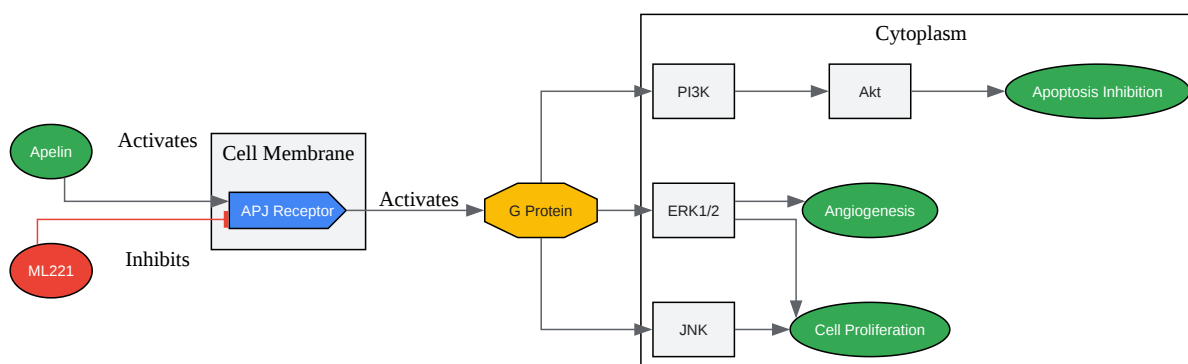 Cytoplasm
PI3K
Akt
Apoptosis Inhibition
Activates
Apelin
Cell Membrane
Activates
APJ Receptor
G Protein
ERK1/2
Angiogenesis
Inhibits
ML221
JNK
Cell Proliferation